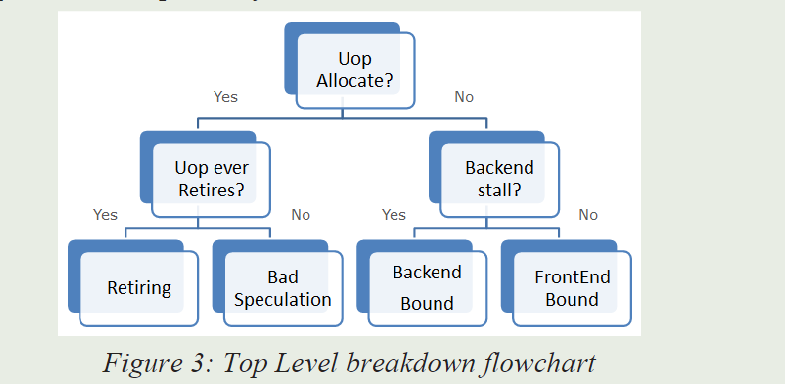 Uop
Allocate?
Yes
No
Uop ever
Retires?
Backend
stall?
Yes
No
Yes
No
Retiring
Bad
Speculation
Backend
Bound
FrontEnd
Bound
Figure 3: Top Level breakdown flowchart